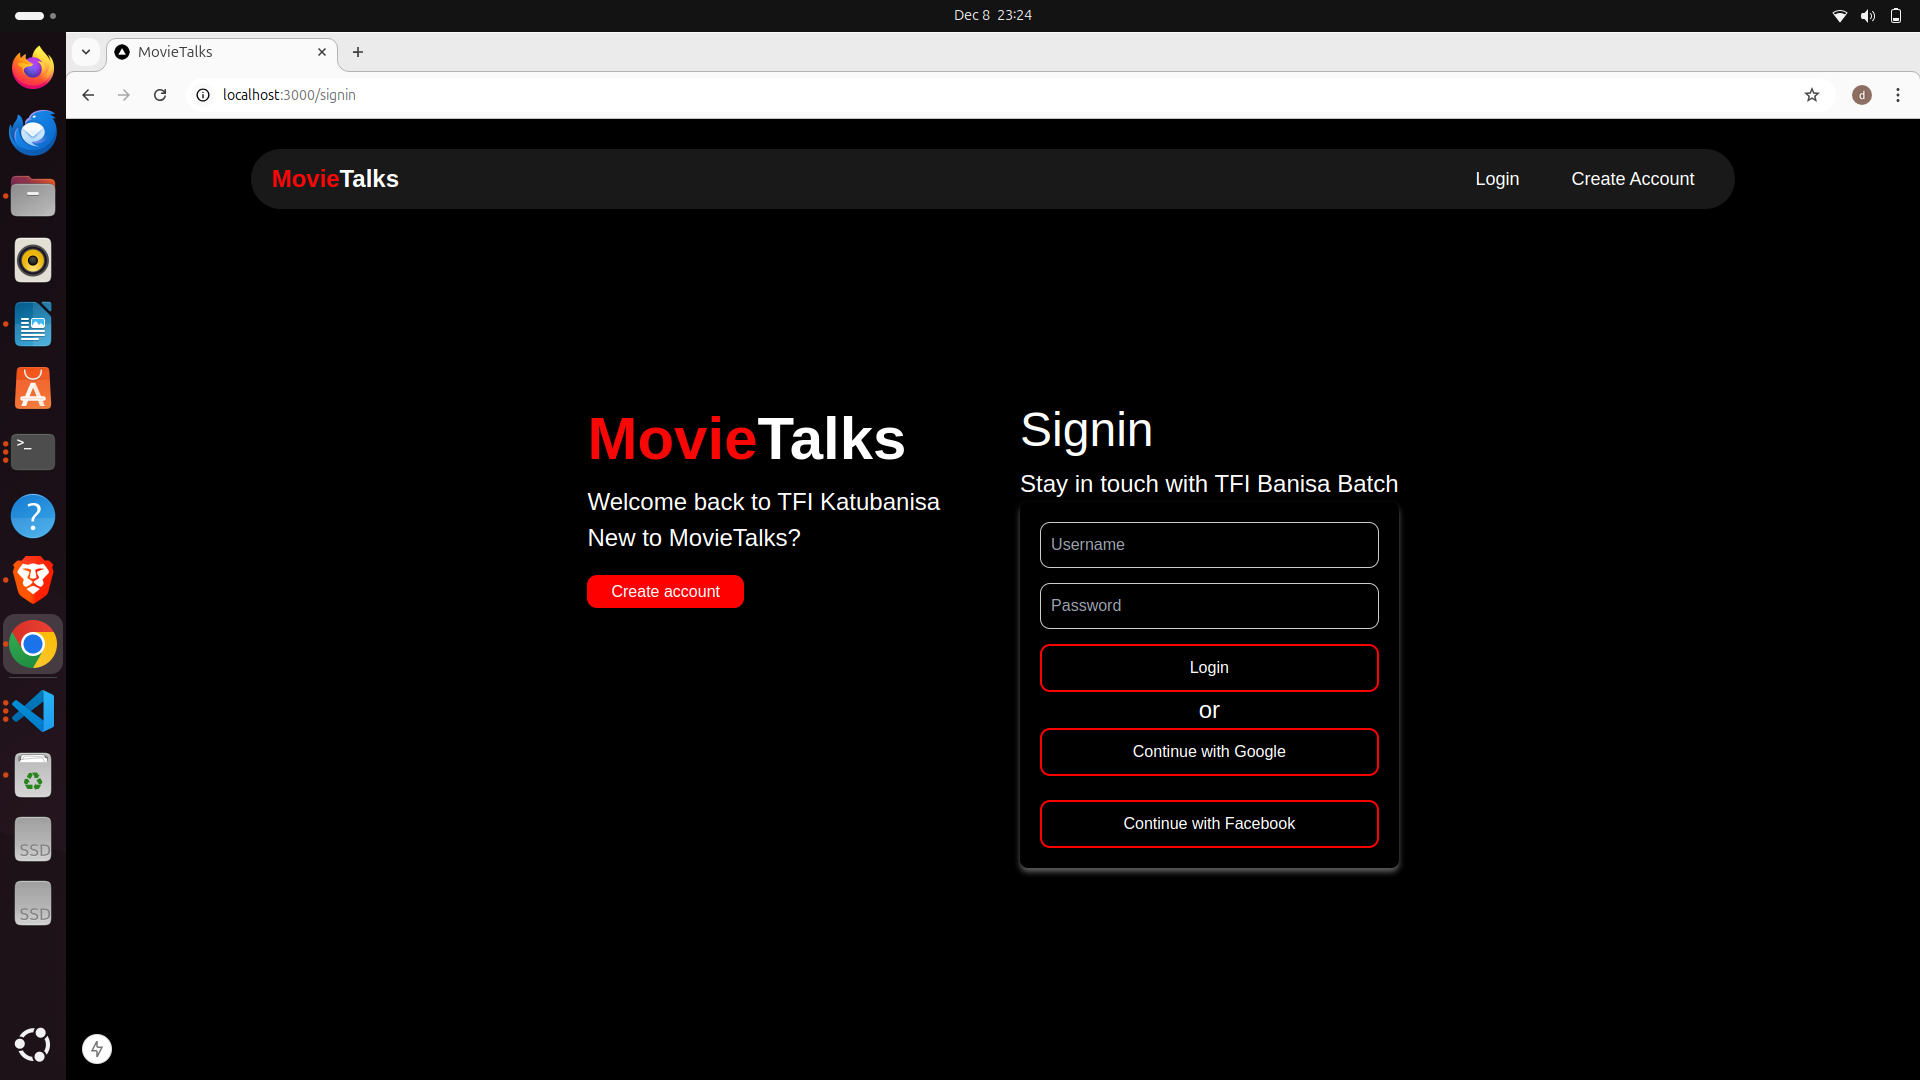 Dec 8 23:24
MovieTalks
localhost:3000/signin
d
MovieTalks
Login
Create Account
MovieTalks
Welcome back to TFI Katubanisa
New to MovieTalks?
Create account
Signin
Stay in touch with TFI Banisa Batch
Username
Password
Login
or
Continue with Google
Continue with Facebook
>_
?
A
SSD
SSD